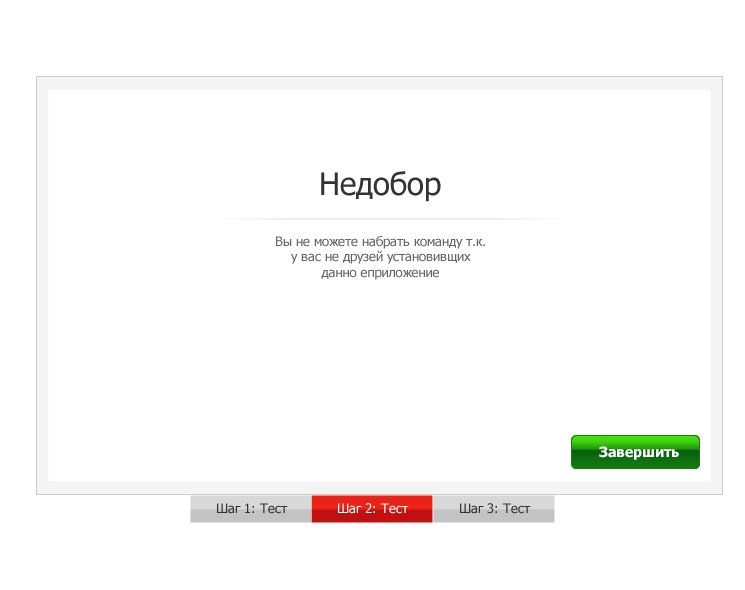 Недобор
Вы не можете набрать команду т.к.
у вас не друзей установивщих
данно еприложение
Завершить
Шаг 1: Тест
Шаг 2: Тест
Шаг 3: Тест